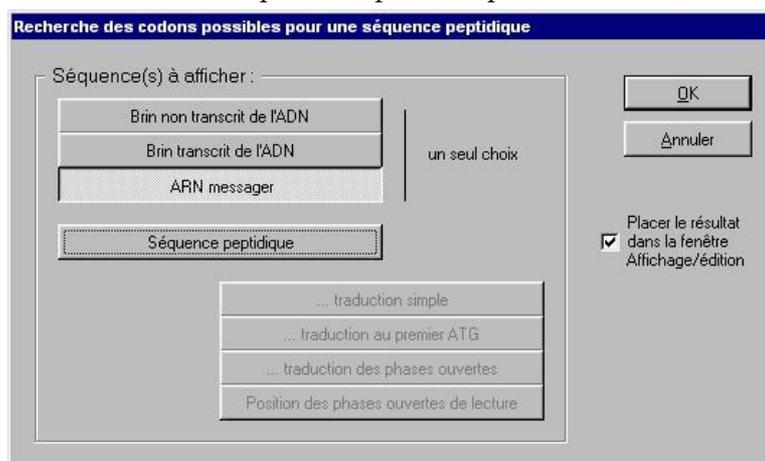 Recherche des codons possibles pour une séquence peptidique
Séquence(s) à afficher :
Brin non transcrit de l'ADN
Brin transcrit de l'ADN
ARN messager
un seul choix
Séquence peptidique
... traduction simple
... traduction au premier ATG
... traduction des phases ouvertes
Position des phases ouvertes de lecture
OK
Annuler
Placer le résultat
dans la fenêtre
Affichage/édition